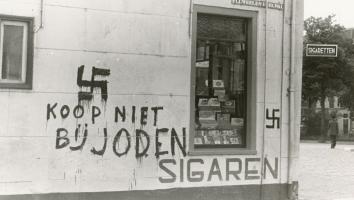 SIGARETTEN
KOOP NIET
BIJ JODEN
SIGAREN